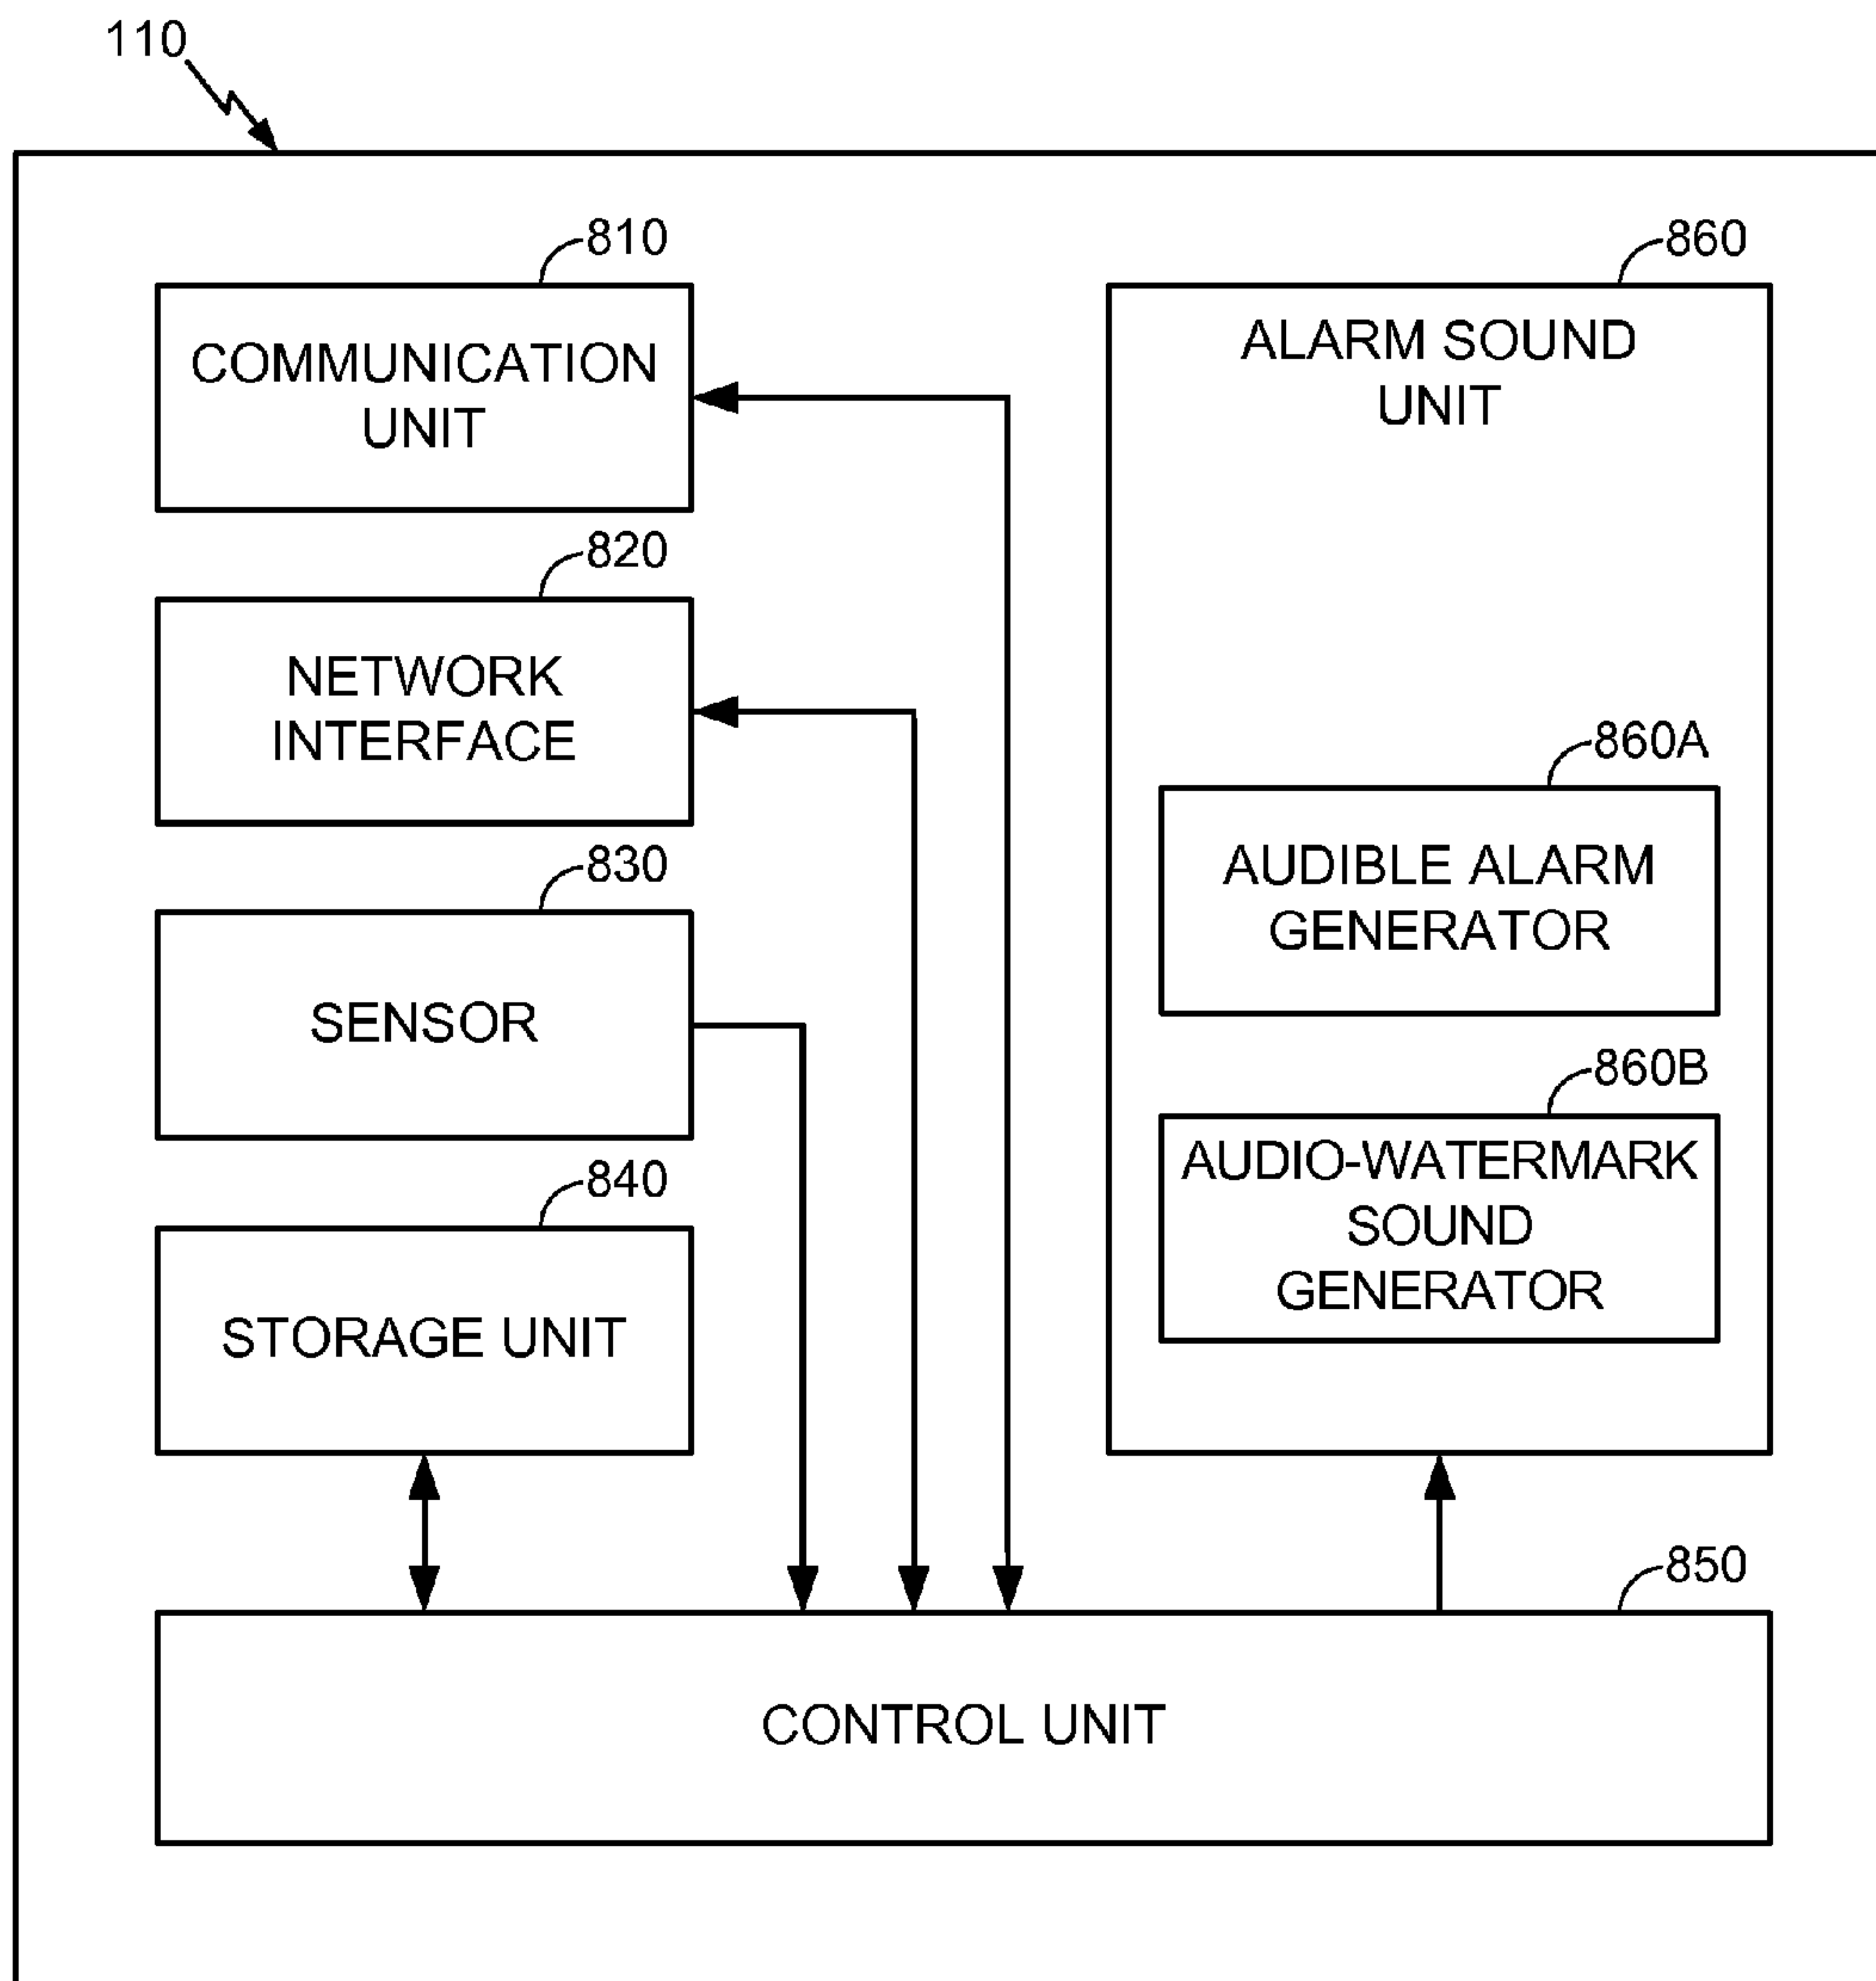 110
810
COMMUNICATION
UNIT
820
NETWORK
INTERFACE
830
SENSOR
840
STORAGE UNIT
860
ALARM SOUND
UNIT
860A
AUDIBLE ALARM
GENERATOR
860B
AUDIO-WATERMARK
SOUND
GENERATOR
850
CONTROL UNIT